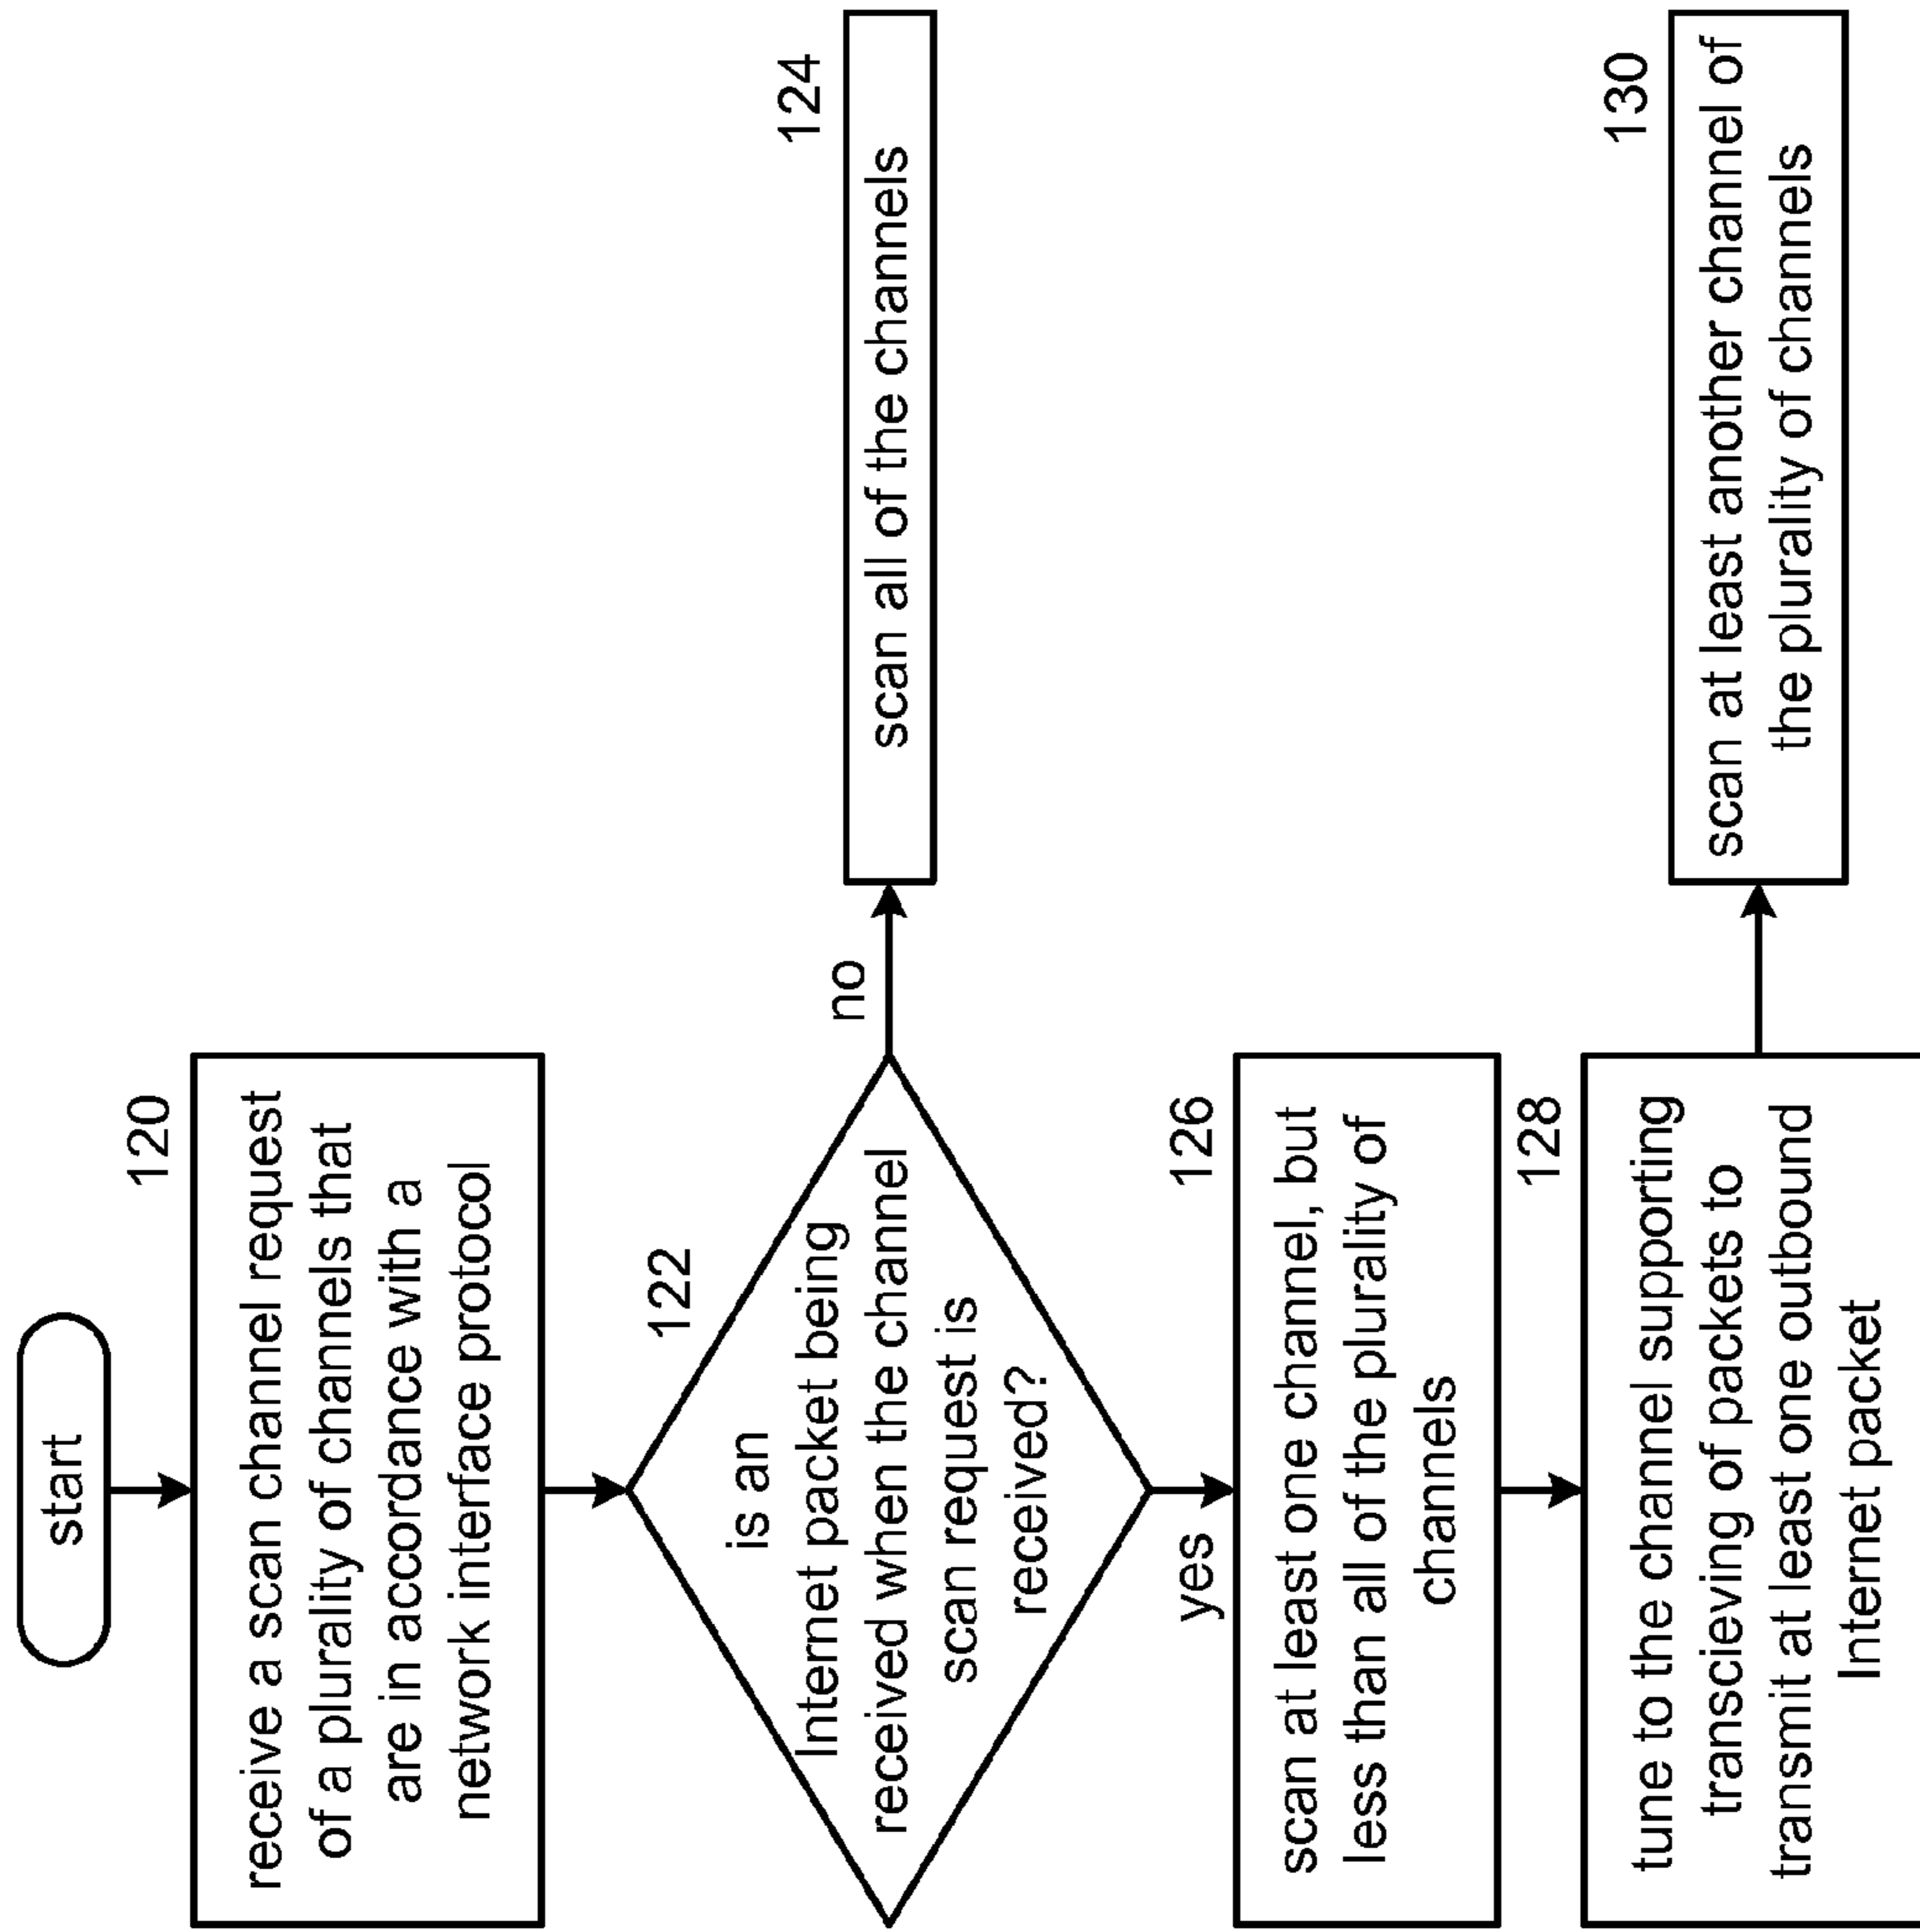 start
120
receive a scan channel request
of a plurality of channels that
are in accordance with a
network interface protocol
122
is an
Internet packet being
received when the channel
scan request is
received?
no
124
scan all of the channels
yes
126
scan at least one channel, but
less than all of the plurality of
channels
128
tune to the channel supporting
transcieving of packets to
transmit at least one outbound
Internet packet
130
scan at least another channel of
the plurality of channels